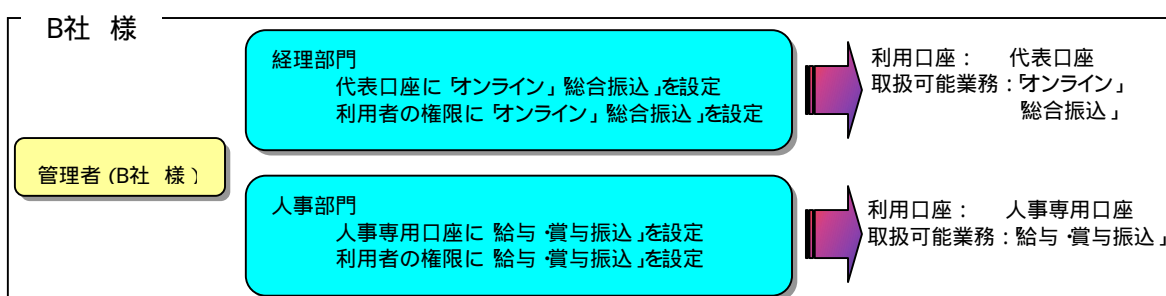 B社 様
経理部門
代表口座に「オンライン」「総合振込」を設定
利用者の権限に「オンライン」「総合振込」を設定
利用口座: 代表口座
取扱可能業務:「オンライン」
「総合振込」
管理者(B社 様)
人事部門
人事専用口座に「給与・賞与振込」を設定
利用者の権限に「給与・賞与振込」を設定
利用口座: 人事専用口座
取扱可能業務:「給与・賞与振込」